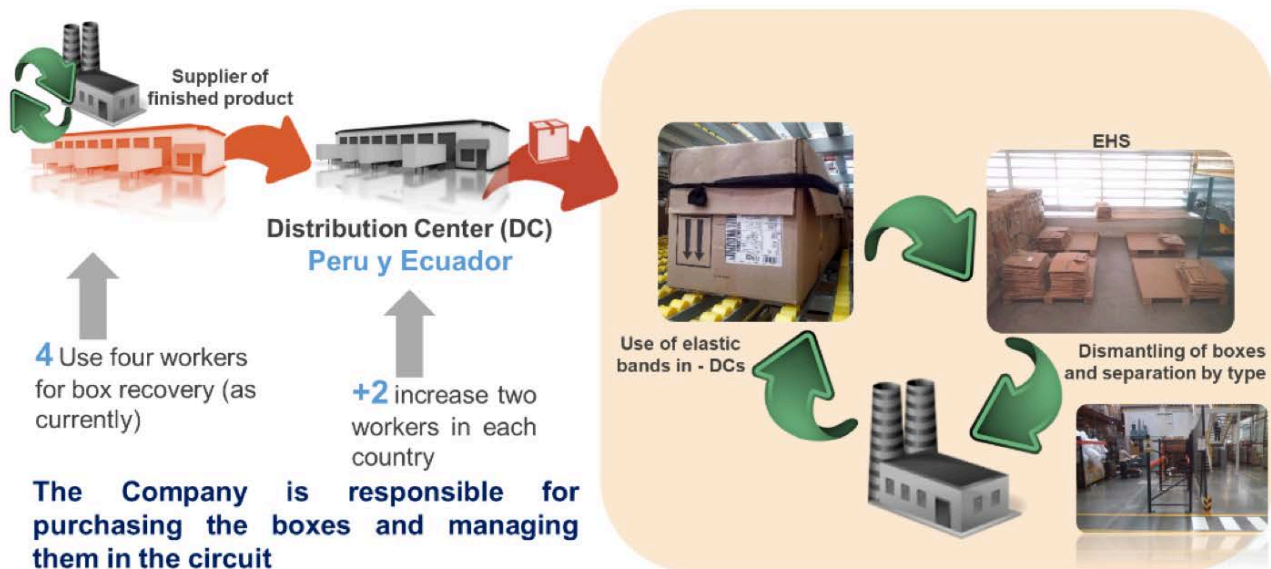 Supplier of
finished product
Distribution Center (DC)
Peru y Ecuador
4 Use four workers
for box recovery (as
currently)
+2 increase two
workers in each
country
The Company is responsible for
purchasing the boxes and managing
them in the circuit
EHS
Use of elastic
bands in - DCs
Dismantling of boxes
and separation by type